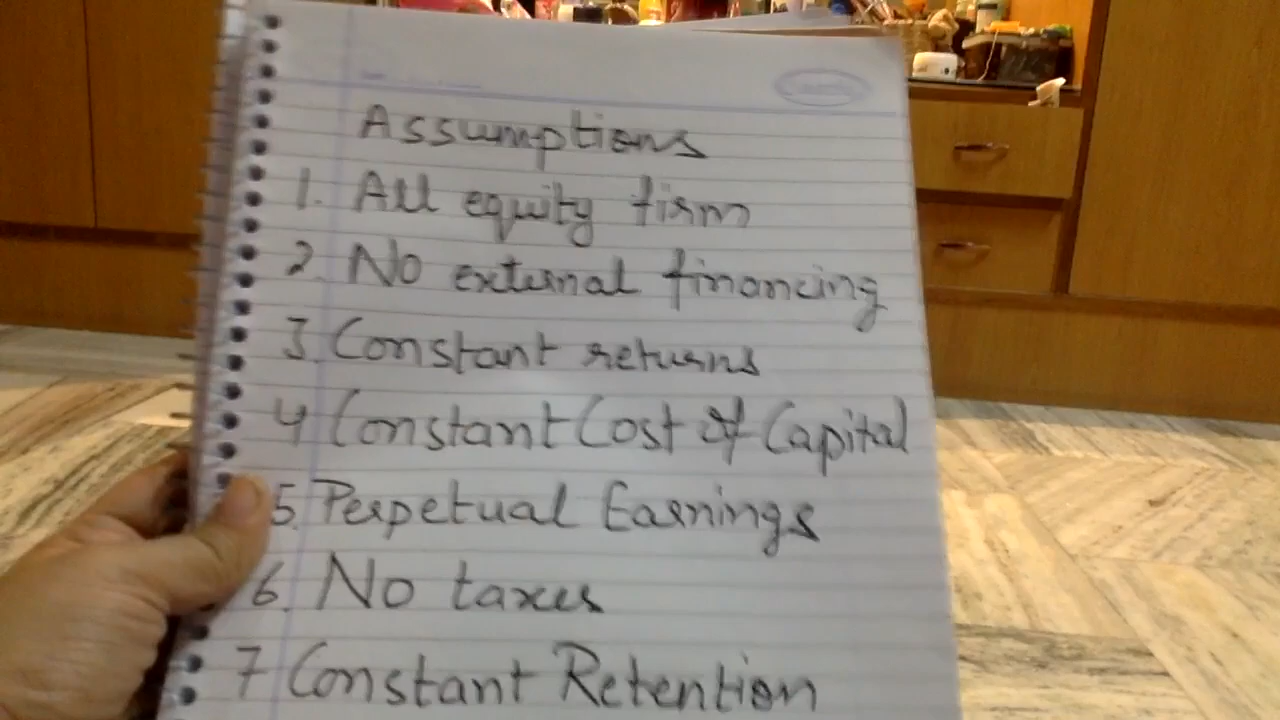 Assumptions
1. All equity firm
2. No external financing
3. Constant returns
4 Constant Cost of Capital
5. Perpetual Earnings
6. No taxes
7 Constant Retention